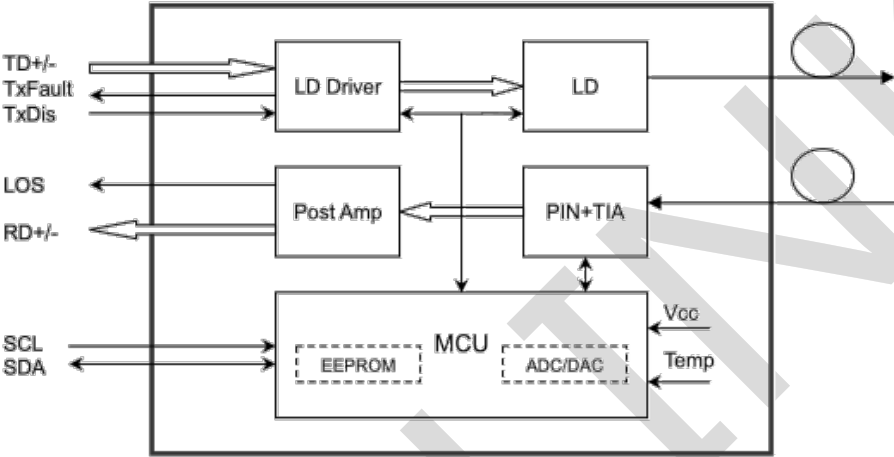 TD+/-
TxFault
TxDis
LD Driver
LD
LOS
RD+/-
Post Amp
PIN+TIA
SCL
SDA
MCU
EEPROM
ADC/DAC
Vcc
Temp